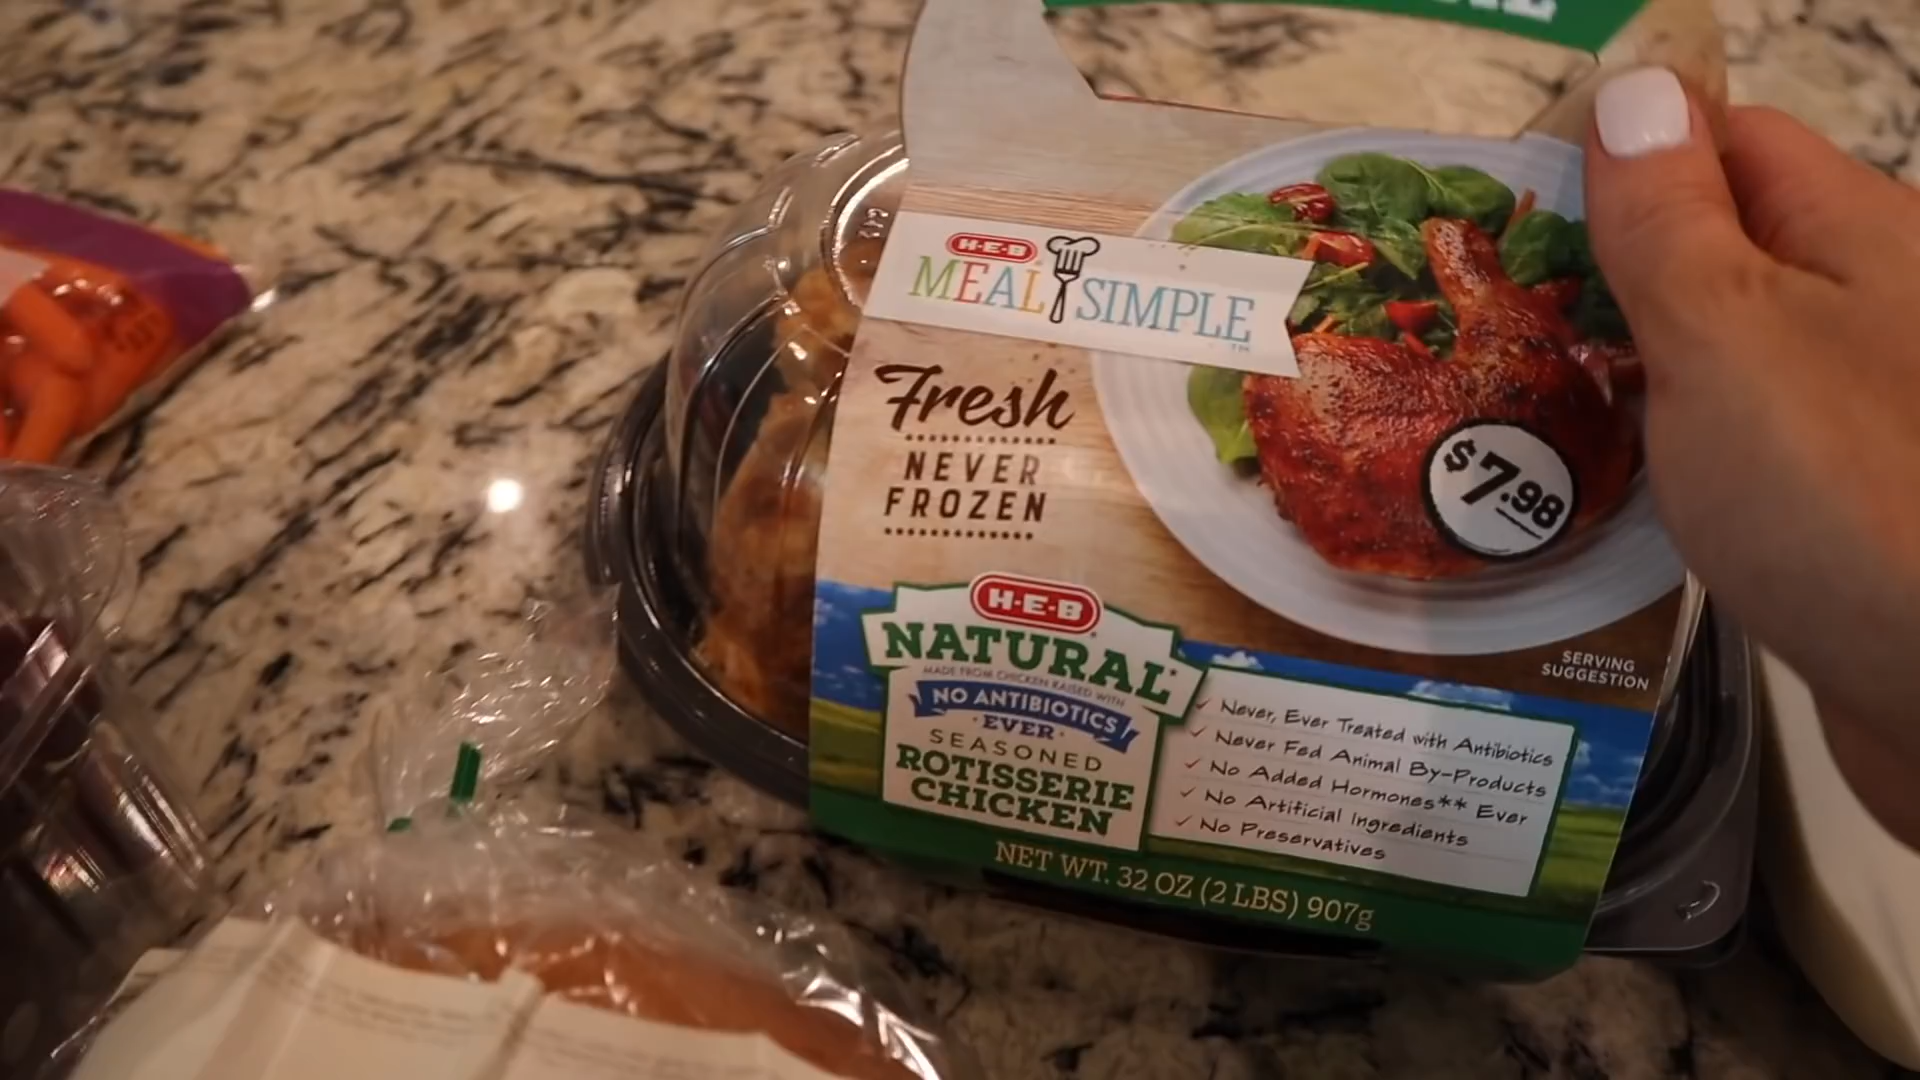 H-E-B
MEAL SIMPLE™
Fresh
NEVER
FROZEN
$7.98
SERVING
SUGGESTION
H-E-B
NATURAL*
MADE FROM CHICKEN RAISED WITH
NO ANTIBIOTICS
·EVER·
SEASONED
ROTISSERIE
CHICKEN
✓ Never, Ever Treated with Antibiotics
✓ Never Fed Animal By-Products
✓ No Added Hormones** Ever
✓ No Artificial Ingredients
✓ No Preservatives
NET WT. 32 OZ (2 LBS) 907g